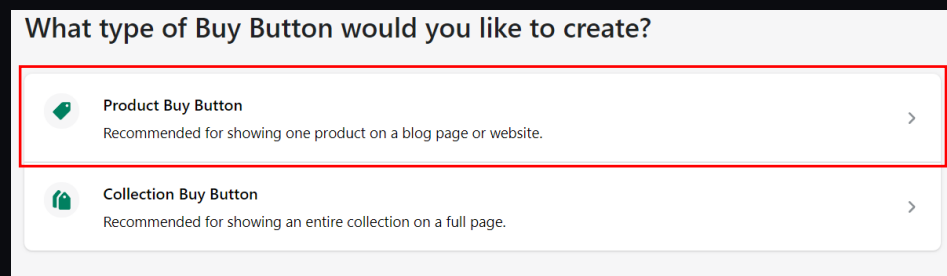 What type of Buy Button would you like to create?
Product Buy Button
Recommended for showing one product on a blog page or website.
Collection Buy Button
Recommended for showing an entire collection on a full page.